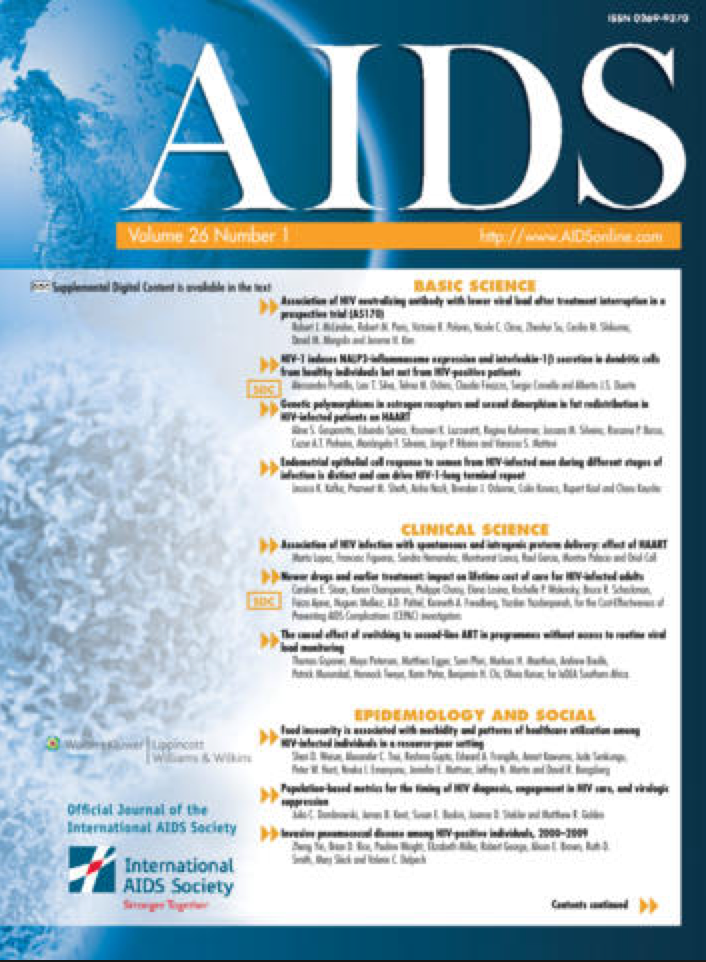 ISSN 0269-9370
AIDS
Volume 26 Number 1
http://www.AIDSonline.com
SDC Supplemental Digital Content is available in the text
BASIC SCIENCE
Association of HIV neutralizing antibody with lower viral load after treatment interruption in a
prospective trial (A5170)
Robert J. McLinden, Robert M. Paris, Victoria R. Polonis, Nicole C. Close, Zhaohui Su, Cecilia M. Shikuma,
David M. Margolis and Jerome H. Kim
HIV-1 induces NALP3-inflammasome expression and interleukin-1β secretion in dendritic cells
from healthy individuals but not from HIV-positive patients
SDC
Alessandra Pontillo, Lais T. Silva, Telma M. Oshiro, Claudia Finazzo, Sergio Crovella and Alberto J.S. Duarte
Genetic polymorphisms in estrogen receptors and sexual dimorphism in fat redistribution in
HIV-infected patients on HAART
Aline S. Gasparotto, Eduardo Sprinz, Rosmeri K. Lazzaretti, Regina Kuhmmer, Jussara M. Silveira, Rossana P. Basso,
Cezar A.T. Pinheiro, Mariângela F. Silveira, Jorge P. Ribeiro and Vanessa S. Mattevi
Endometrial epithelial cell response to semen from HIV-infected men during different stages of
infection is distinct and can drive HIV-1-long terminal repeat
Jessica K. Kafka, Prameet M. Sheth, Aisha Nazli, Brendan J. Osborne, Colin Kovacs, Rupert Kaul and Charu Kaushic
CLINICAL SCIENCE
Association of HIV infection with spontaneous and iatrogenic preterm delivery: effect of HAART
Marta Lopez, Francesc Figueras, Sandra Hernandez, Montserrat Lonca, Raul Garcia, Montse Palacio and Oriol Coll
Newer drugs and earlier treatment: impact on lifetime cost of care for HIV-infected adults
SDC
Caroline E. Sloan, Karen Champenois, Philippe Choisy, Elena Losina, Rochelle P. Walensky, Bruce R. Schackman,
Faiza Ajana, Hugues Melliez, A.D. Paltiel, Kenneth A. Freedberg, Yazdan Yazdanpanah, for the Cost-Effectiveness of
Preventing AIDS Complications (CEPAC) investigators
The causal effect of switching to second-line ART in programmes without access to routine viral
load monitoring
Thomas Gsponer, Maya Petersen, Matthias Egger, Sam Phiri, Marloes H. Maathuis, Andrew Boulle,
Patrick Musondad, Hannock Tweya, Karin Peter, Benjamin H. Chi, Olivia Keiser, for IeDEA Southern Africa.
EPIDEMIOLOGY AND SOCIAL
Food insecurity is associated with morbidity and patterns of healthcare utilization among
HIV-infected individuals in a resource-poor setting
Sheri D. Weiser, Alexander C. Tsai, Reshma Gupta, Edward A. Frongillo, Annet Kawuma, Jude Senkungu,
Peter W. Hunt, Nneka I. Emenyonu, Jennifer E. Mattson, Jeffrey N. Martin and David R. Bangsberg
Population-based metrics for the timing of HIV diagnosis, engagement in HIV care, and virologic
suppression
Julia C. Dombrowski, James B. Kent, Susan E. Buskin, Joanne D. Stekler and Matthew R. Golden
Invasive pneumococcal disease among HIV-positive individuals, 2000–2009
Zheng Yin, Brian D. Rice, Pauline Waight, Elizabeth Miller, Robert George, Alison E. Brown, Ruth D.
Smith, Mary Slack and Valerie C. Delpech
Contents continued
Wolters Kluwer Lippincott
Williams & Wilkins
Official Journal of the
International AIDS Society
International
AIDS Society
Stronger Together